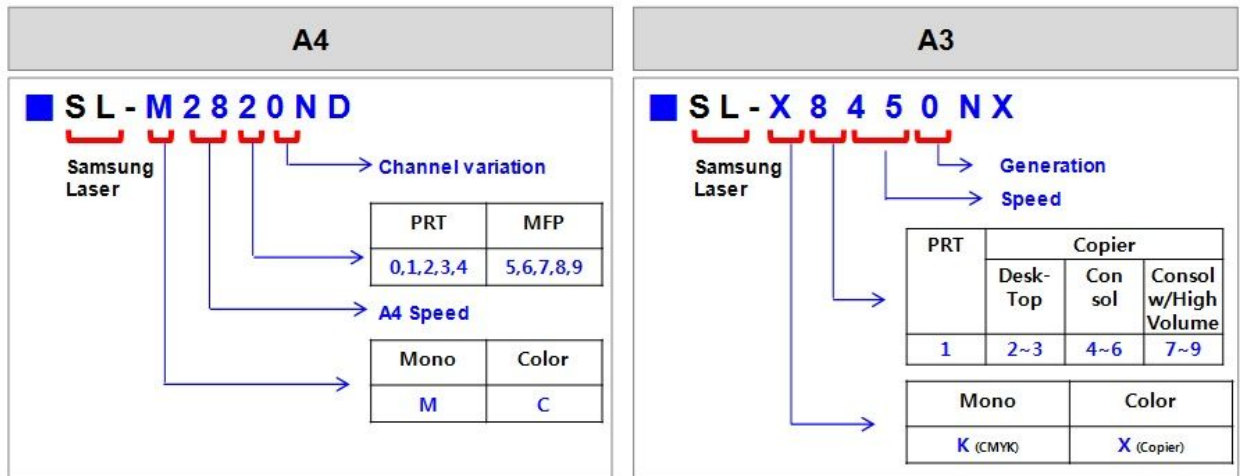 A4
■ SL-M2820ND
Samsung
Laser
Channel variation
PRT MFP
0,1,2,3,4 5,6,7,8,9
A4 Speed
Mono Color
M C
A3
■ SL-X8450NX
Samsung
Laser
Generation
Speed
PRT Copier
Desk-
Top
Con
sol
Consol
w/High
Volume
1 2~3 4~6 7~9
Mono Color
K (CMYK) X (Copier)